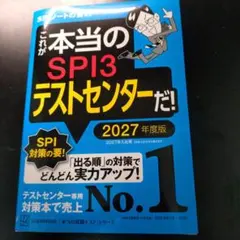 これが
本当の
SPI3
テストセンターだ!
2027年度版
SPI
対策の要!
「出る順」の対策で
どんどん実力アップ!
テストセンター専用
対策本で売上
No.1